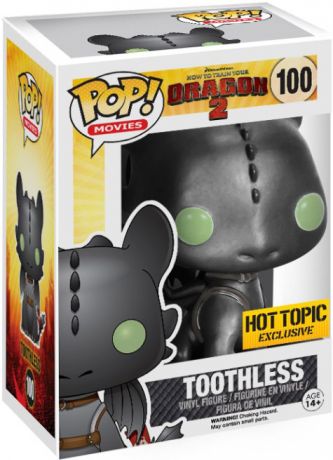 POP!
MOVIES
DreamWorks
HOW TO TRAIN YOUR
DRAGON
2
100
HOT TOPIC
EXCLUSIVE
TOOTHLESS
VINYL FIGURE / FIGURINE EN VINYLE /
FIGURA DE VINIL
WARNING: CHOKING HAZARD.
May contain small parts.
AGE
14+
TOOTHLESS